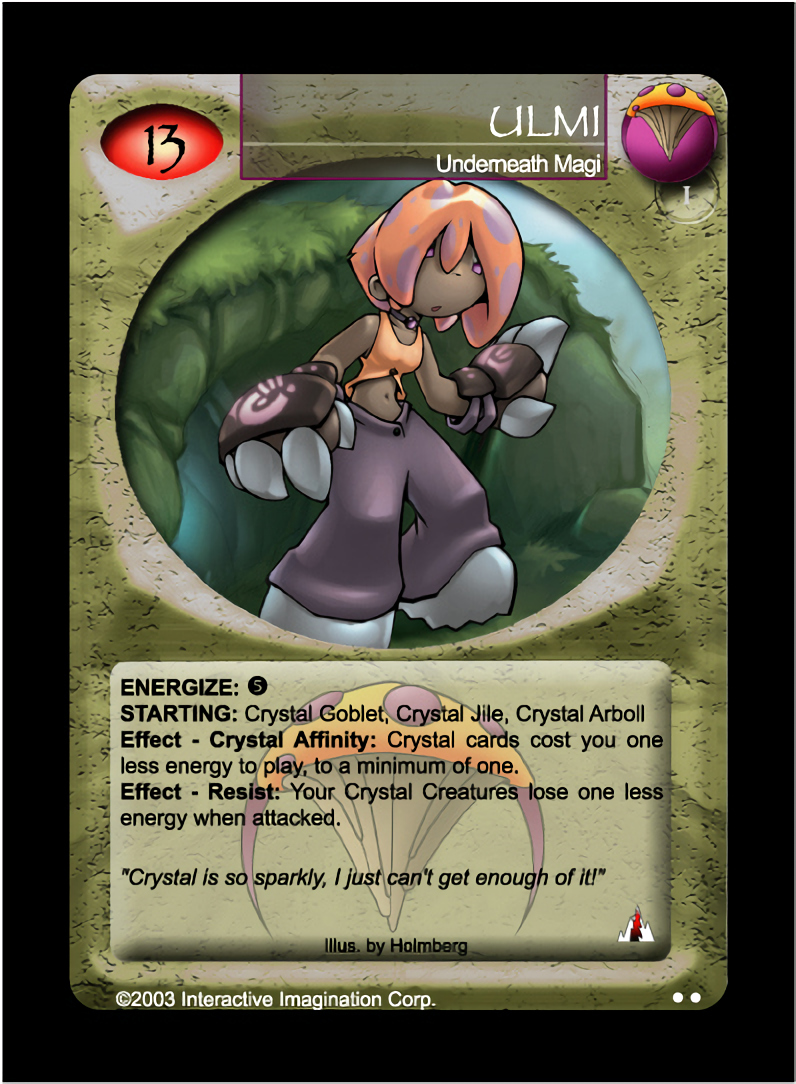 13
ULMI
Underneath Magi
1
ENERGIZE: 5
STARTING: Crystal Goblet, Crystal Jile, Crystal Arboll
Effect - Crystal Affinity: Crystal cards cost you one
less energy to play, to a minimum of one.
Effect - Resist: Your Crystal Creatures lose one less
energy when attacked.
"Crystal is so sparkly, I just can't get enough of it!"
Illus. by Holmberg
©2003 Interactive Imagination Corp.